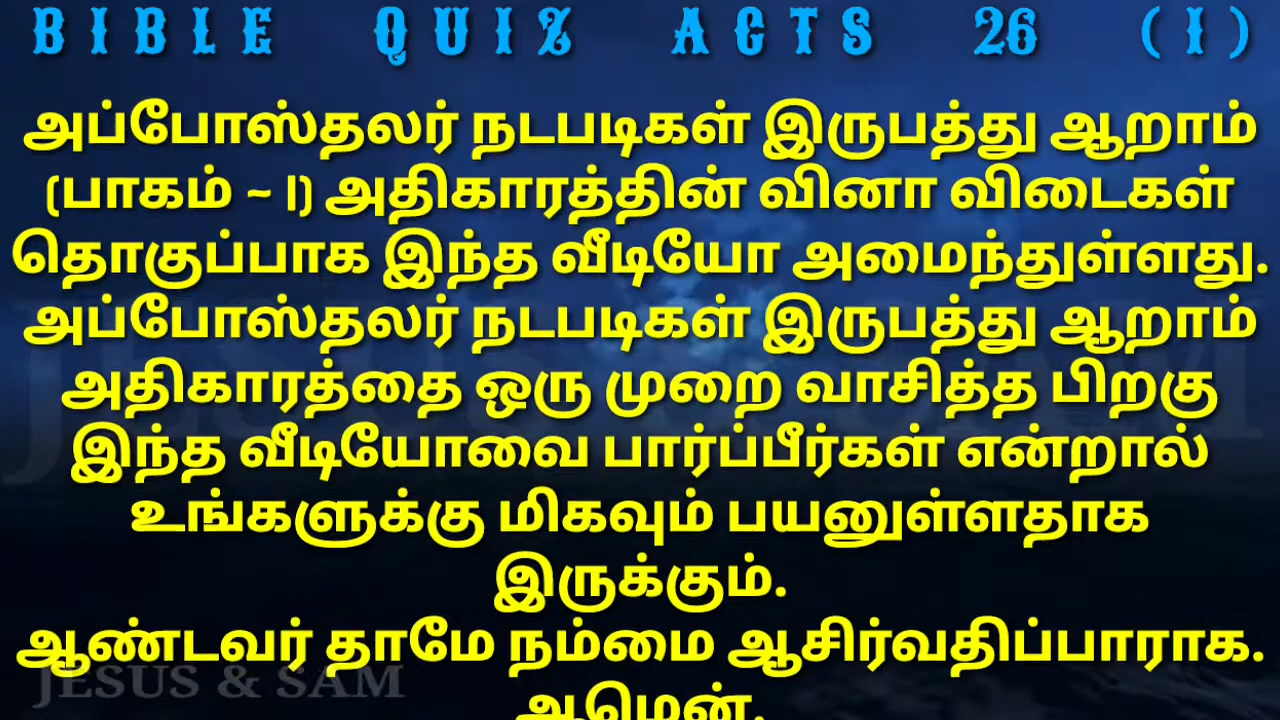 BIBLE QUIZ ACTS 26 (I)
அப்போஸ்தலர் நடபடிகள் இருபத்து ஆறாம்
(பாகம் ~ I) அதிகாரத்தின் வினா விடைகள்
தொகுப்பாக இந்த வீடியோ அமைந்துள்ளது.
அப்போஸ்தலர் நடபடிகள் இருபத்து ஆறாம்
அதிகாரத்தை ஒரு முறை வாசித்த பிறகு
இந்த வீடியோவை பார்ப்பீர்கள் என்றால்
உங்களுக்கு மிகவும் பயனுள்ளதாக
இருக்கும்.
ஆண்டவர் தாமே நம்மை ஆசிர்வதிப்பாராக.
JESUS & SAM
ஆமென்.